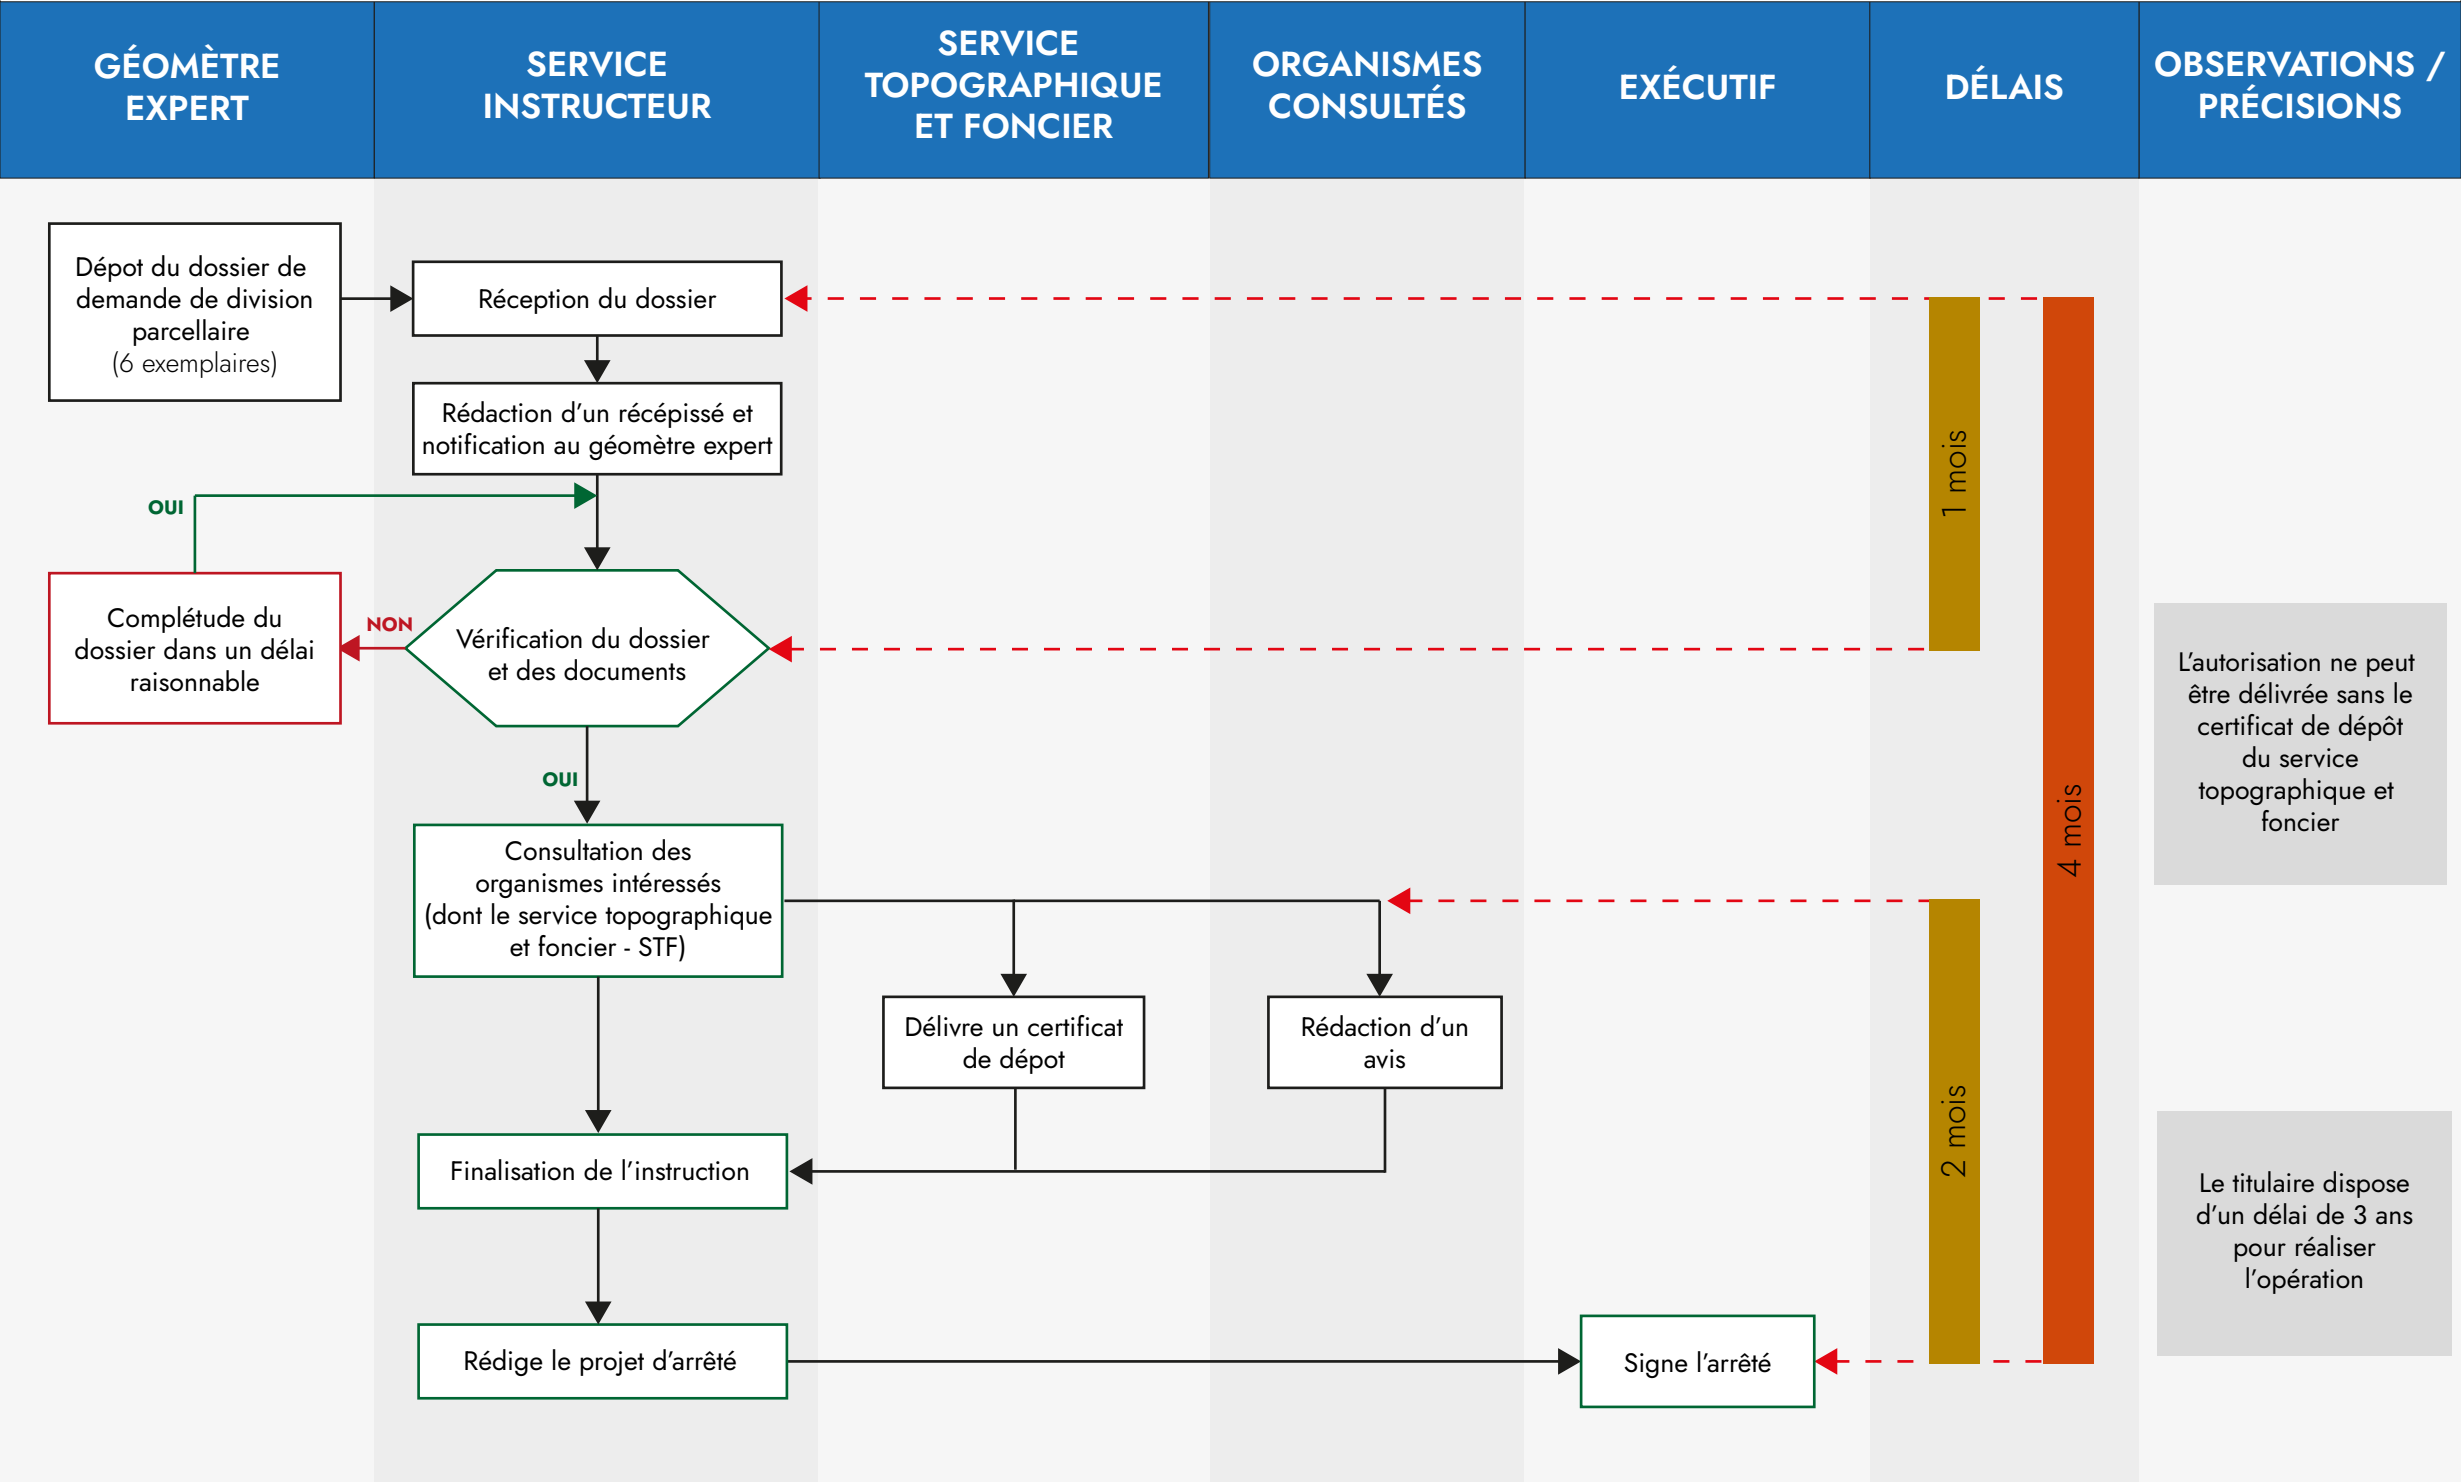 GÉOMÈTRE
EXPERT
SERVICE
INSTRUCTEUR
SERVICE
TOPOGRAPHIQUE
ET FONCIER
ORGANISMES
CONSULTÉS
EXÉCUTIF
DÉLAIS
OBSERVATIONS /
PRÉCISIONS
Dépot du dossier de
demande de division
parcellaire
(6 exemplaires)
Réception du dossier
Rédaction d'un récépissé et
notification au géomètre expert
1 mois
OUI
Complétude du
dossier dans un délai
raisonnable
NON
Vérification du dossier
et des documents
L'autorisation ne peut
être délivrée sans le
certificat de dépôt
du service
topographique et
foncier
OUI
4 mois
Consultation des
organismes intéressés
(dont le service topographique
et foncier - STF)
Délivre un certificat
de dépot
Rédaction d'un
avis
2 mois
Finalisation de l'instruction
Le titulaire dispose
d'un délai de 3 ans
pour réaliser
l'opération
Rédige le projet d'arrêté
Signe l'arrêté